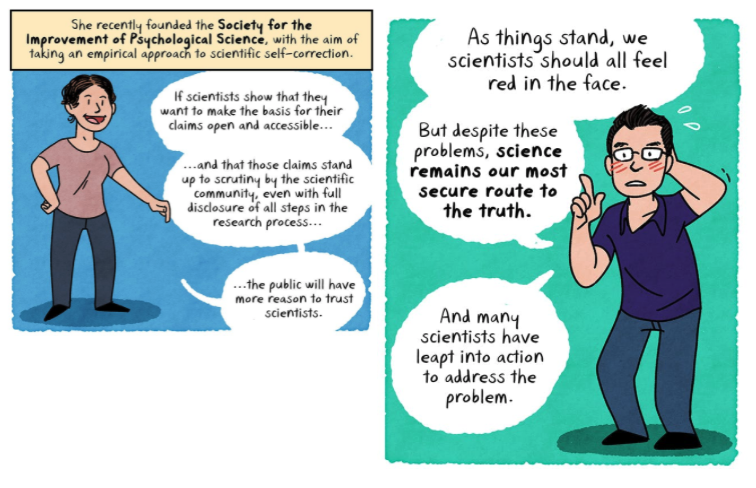 She recently founded the Society for the
Improvement of Psychological Science, with the aim of
taking an empirical approach to scientific self-correction.
If scientists show that they
want to make the basis for their
claims open and accessible...
...and that those claims stand
up to scrutiny by the scientific
community, even with full
disclosure of all steps in the
research process...
...the public will have
more reason to trust
scientists.
As things stand, we
scientists should all feel
red in the face.
But despite these
problems, science
remains our most
secure route to
the truth.
And many
scientists have
leapt into action
to address the
problem.